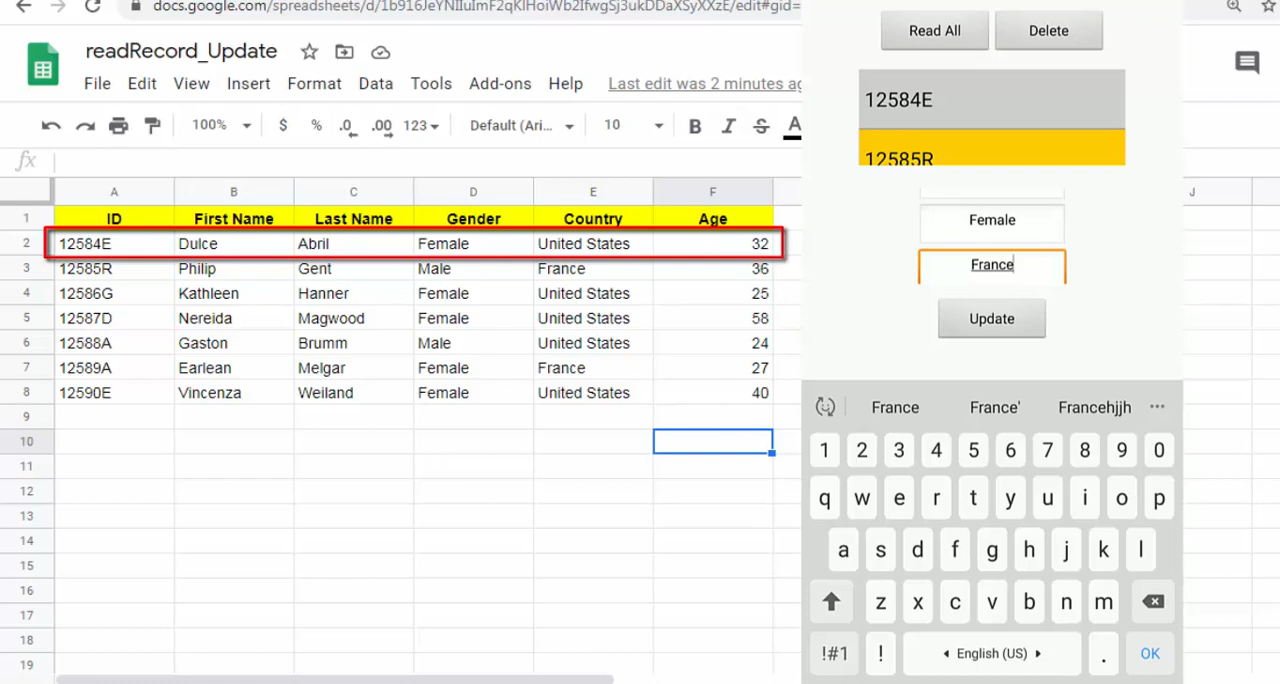 docs.google.com/spreadsheets/d/1b916JeYNIIuImF2qKlHoiWb2IfwgSj3ukDDaXSyXXzE/edit#gid=
readRecord_Update
File Edit View Insert Format Data Tools Add-ons Help Last edit was 2 minutes ag
100% $ % .0 .00 123 Default (Ari... 10 B I S A
fx
A B C D E F J
1 ID First Name Last Name Gender Country Age
2 12584E Dulce Abril Female United States 32
3 12585R Philip Gent Male France 36
4 12586G Kathleen Hanner Female United States 25
5 12587D Nereida Magwood Female United States 58
6 12588A Gaston Brumm Male United States 24
7 12589A Earlean Melgar Female France 27
8 12590E Vincenza Weiland Female United States 40
9
10
11
12
13
14
15
16
17
18
19
Read All Delete
12584E
12585R
Female
France
Update
France France' Francehjjh ...
1 2 3 4 5 6 7 8 9 0
q w e r t y u i o p
a s d f g h j k l
z x c v b n m
!#1 ! English (US) . OK